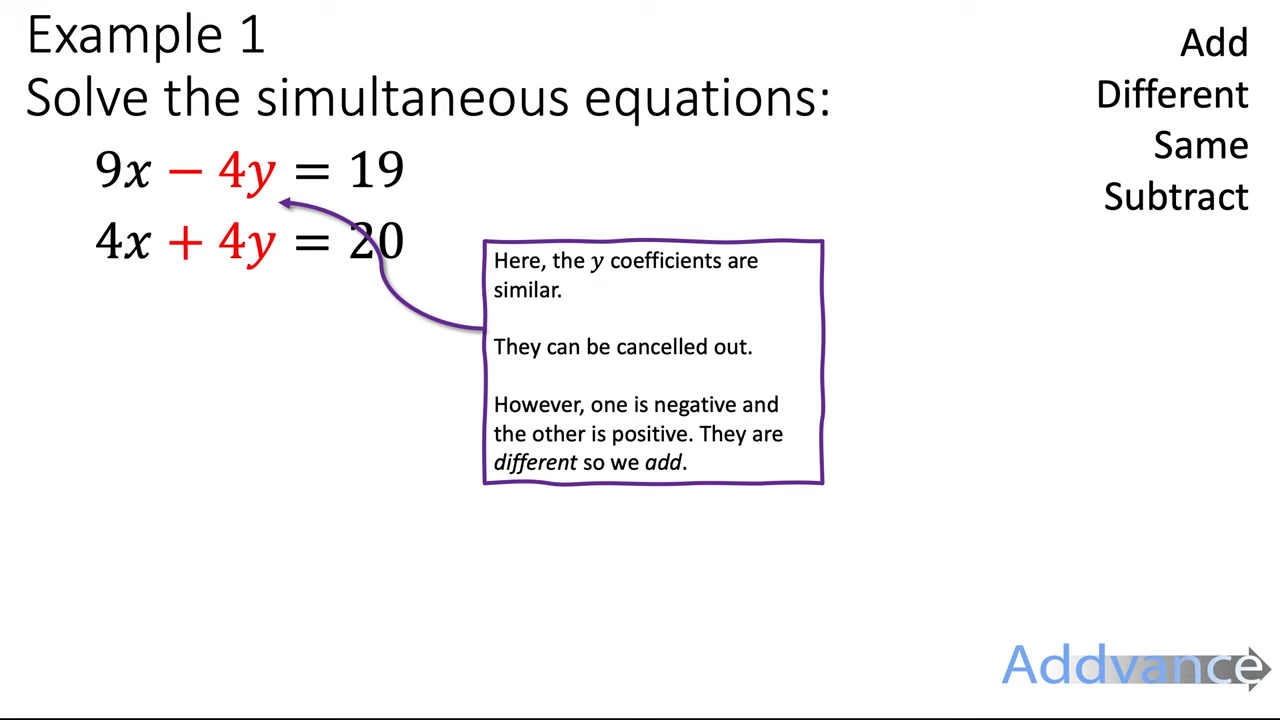 Example 1
Solve the simultaneous equations:
9x − 4y = 19
4x + 4y = 20
Add
Different
Same
Subtract
Here, the y coefficients are
similar.
They can be cancelled out.
However, one is negative and
the other is positive. They are
different so we add.
Addvance